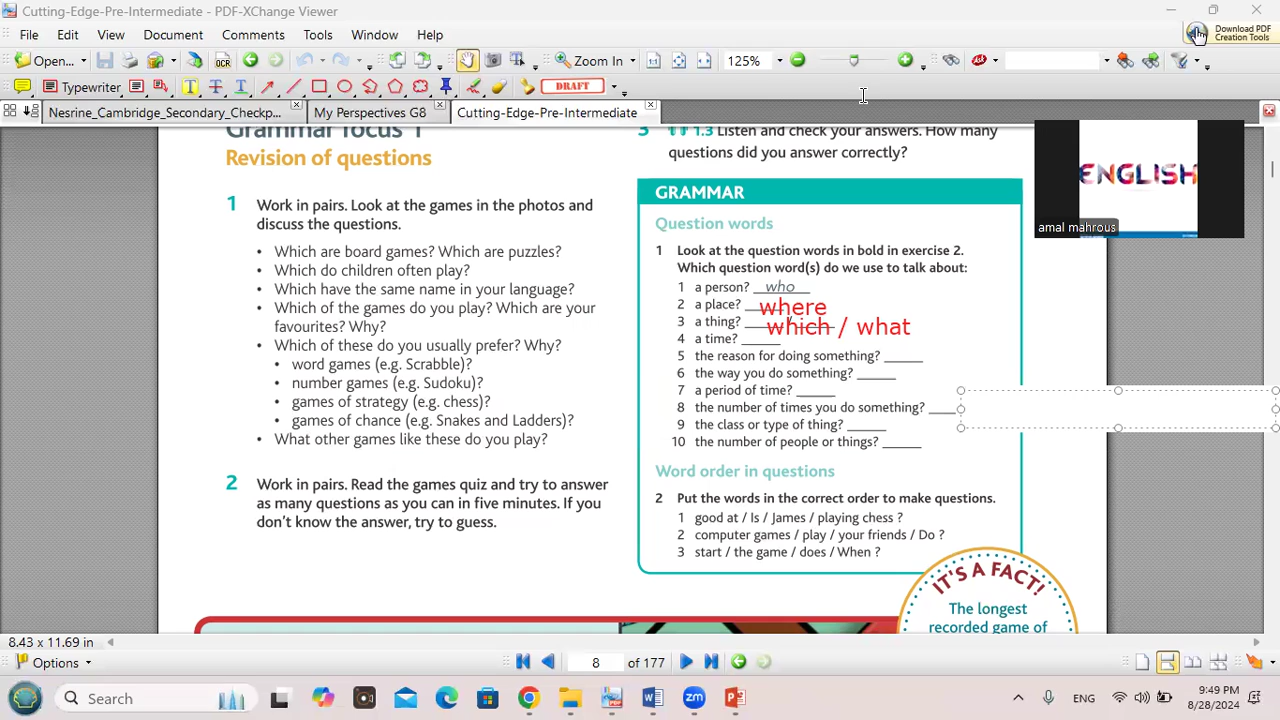 Cutting-Edge-Pre-Intermediate - PDF-XChange Viewer
File Edit View Document Comments Tools Window Help
Download PDF
Creation Tools
Open... OCR Zoom In 125%
Typewriter DRAFT
Nesrine_Cambridge_Secondary_Checkp... My Perspectives G8 Cutting-Edge-Pre-Intermediate
Grammar focus 1
Revision of questions
1 Work in pairs. Look at the games in the photos and
discuss the questions.
• Which are board games? Which are puzzles?
• Which do children often play?
• Which have the same name in your language?
• Which of the games do you play? Which are your
favourites? Why?
• Which of these do you usually prefer? Why?
• word games (e.g. Scrabble)?
• number games (e.g. Sudoku)?
• games of strategy (e.g. chess)?
• games of chance (e.g. Snakes and Ladders)?
• What other games like these do you play?
2 Work in pairs. Read the games quiz and try to answer
as many questions as you can in five minutes. If you
don't know the answer, try to guess.
3 1.3 Listen and check your answers. How many
questions did you answer correctly?
GRAMMAR
Question words
1 Look at the question words in bold in exercise 2.
Which question word(s) do we use to talk about:
1 a person? who
2 a place? where
3 a thing? which / what
4 a time? ______
5 the reason for doing something? ______
6 the way you do something? ______
7 a period of time? ______
8 the number of times you do something? ____
9 the class or type of thing? ______
10 the number of people or things? ______
Word order in questions
2 Put the words in the correct order to make questions.
1 good at / Is / James / playing chess ?
2 computer games / play / your friends / Do ?
3 start / the game / does / When ?
IT'S A FACT!
The longest
recorded game of
ENGLISH
amal mahrous
8.43 x 11.69 in
Options 8 of 177
Search
ENG
9:49 PM
8/28/2024